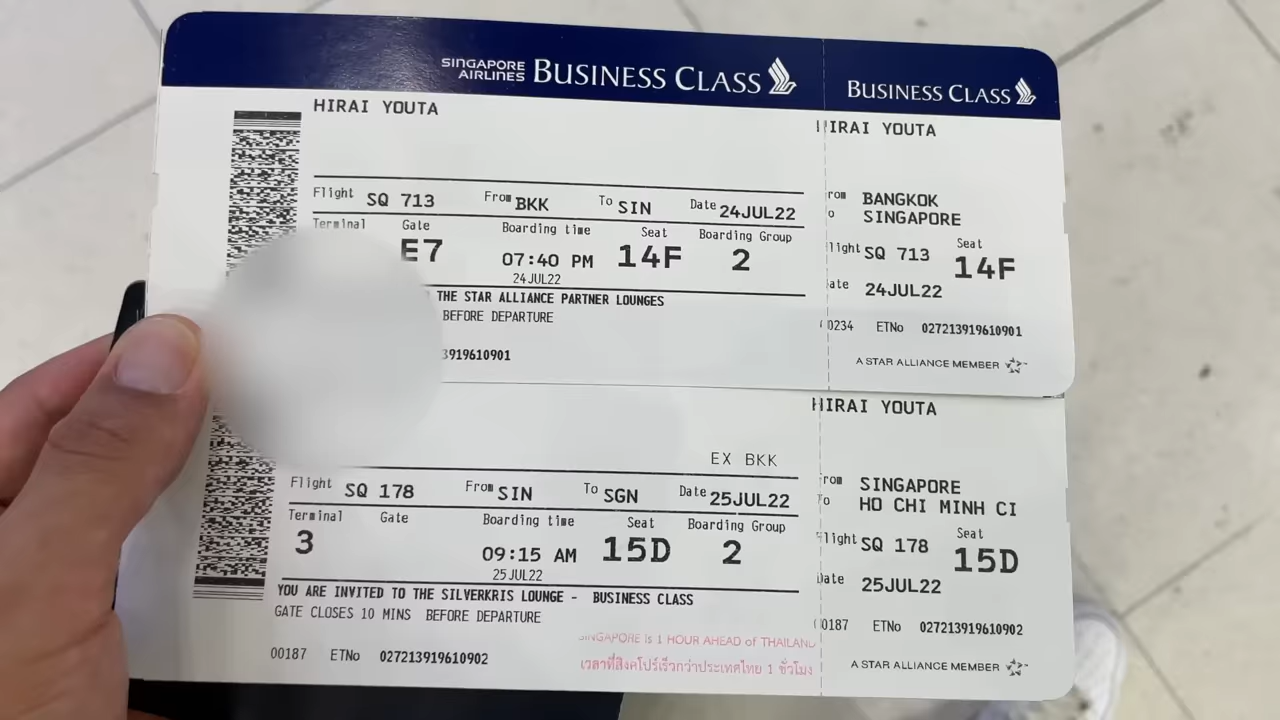 SINGAPORE AIRLINES BUSINESS CLASS
BUSINESS CLASS
HIRAI YOUTA
HIRAI YOUTA
Flight SQ 713 From BKK To SIN Date 24JUL22
rom BANGKOK
o SINGAPORE
Terminal Gate Boarding time Seat Boarding Group
E7 07:40 PM 14F 2
24JUL22
light SQ 713 Seat 14F
ate 24JUL22
THE STAR ALLIANCE PARTNER LOUNGES
BEFORE DEPARTURE
3919610901
0234 ETNo 027213919610901
A STAR ALLIANCE MEMBER
HIRAI YOUTA
EX BKK
Flight SQ 178 From SIN To SGN Date 25JUL22
From SINGAPORE
To HO CHI MINH CI
Terminal Gate Boarding time Seat Boarding Group
3 09:15 AM 15D 2
25JUL22
Flight SQ 178 Seat 15D
Date 25JUL22
YOU ARE INVITED TO THE SILVERKRIS LOUNGE - BUSINESS CLASS
GATE CLOSES 10 MINS BEFORE DEPARTURE
SINGAPORE is 1 HOUR AHEAD of THAILAND
เวลาที่สิงคโปร์เร็วกว่าประเทศไทย 1 ชั่วโมง
00187 ETNo 027213919610902
00187 ETNo 027213919610902
A STAR ALLIANCE MEMBER